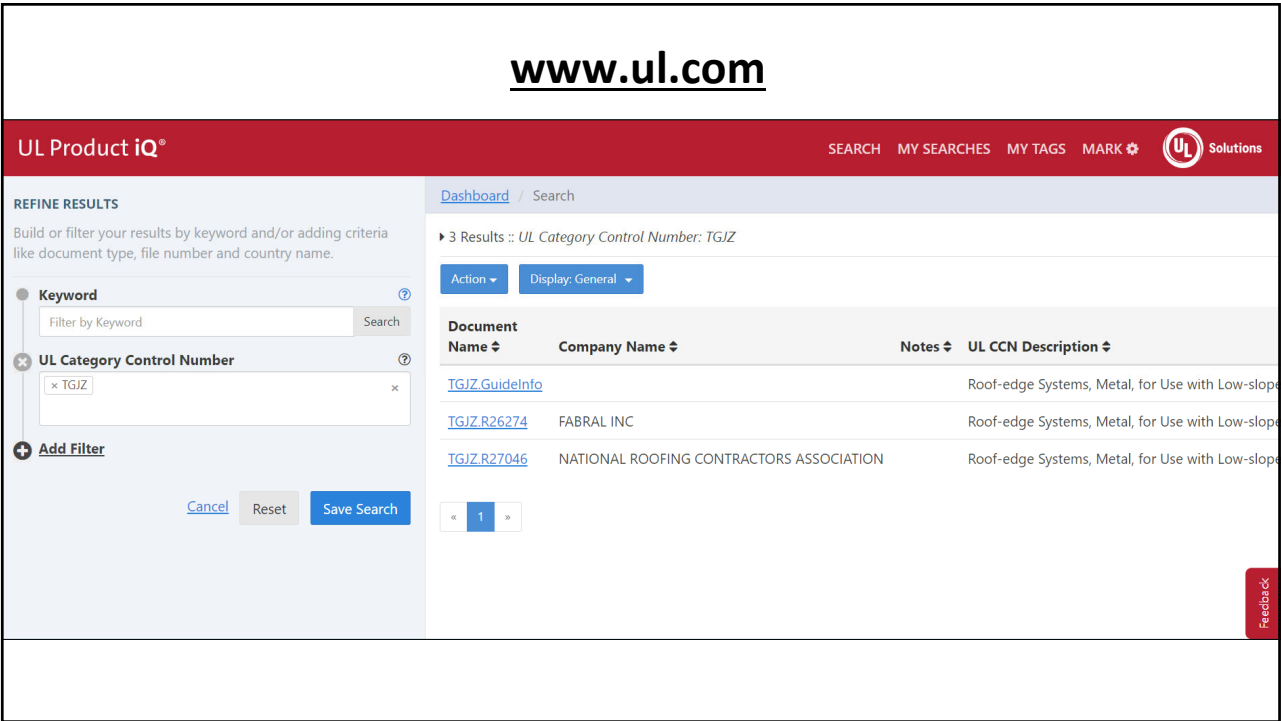 www.ul.com
UL Product iQ®
SEARCH MY SEARCHES MY TAGS MARK
UL Solutions
REFINE RESULTS
Build or filter your results by keyword and/or adding criteria
like document type, file number and country name.
Keyword
Filter by Keyword Search
UL Category Control Number
× TGJZ ×
Add Filter
Cancel Reset Save Search
Dashboard / Search
3 Results :: UL Category Control Number: TGJZ
Action Display: General
Document
Name Company Name Notes UL CCN Description
TGJZ.GuideInfo Roof-edge Systems, Metal, for Use with Low-slope
TGJZ.R26274 FABRAL INC Roof-edge Systems, Metal, for Use with Low-slope
TGJZ.R27046 NATIONAL ROOFING CONTRACTORS ASSOCIATION Roof-edge Systems, Metal, for Use with Low-slope
« 1 »
Feedback